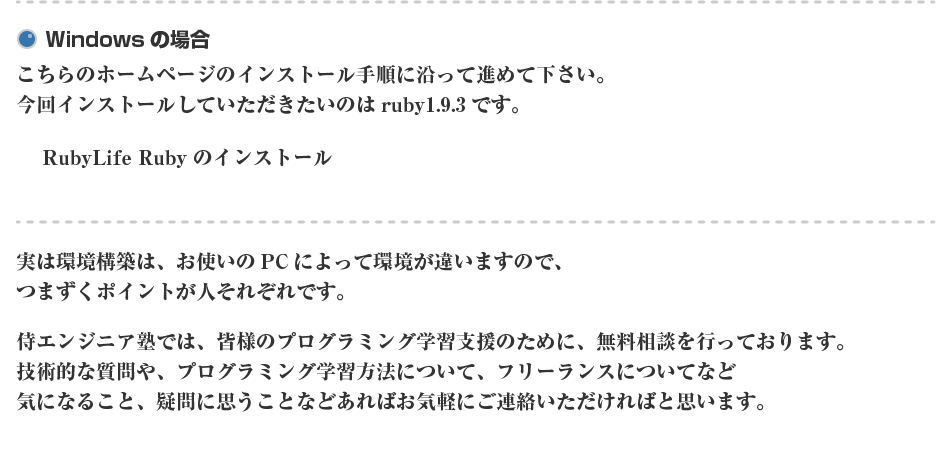 Windows の場合
こちらのホームページのインストール手順に沿って進めて下さい。
今回インストールしていただきたいのは ruby1.9.3 です。
RubyLife Ruby のインストール
実は環境構築は、お使いの PC によって環境が違いますので、
つまずくポイントが人それぞれです。
侍エンジニア塾では、皆様のプログラミング学習支援のために、無料相談を行っております。
技術的な質問や、プログラミング学習方法について、フリーランスについてなど
気になること、疑問に思うことなどあればお気軽にご連絡いただければと思います。